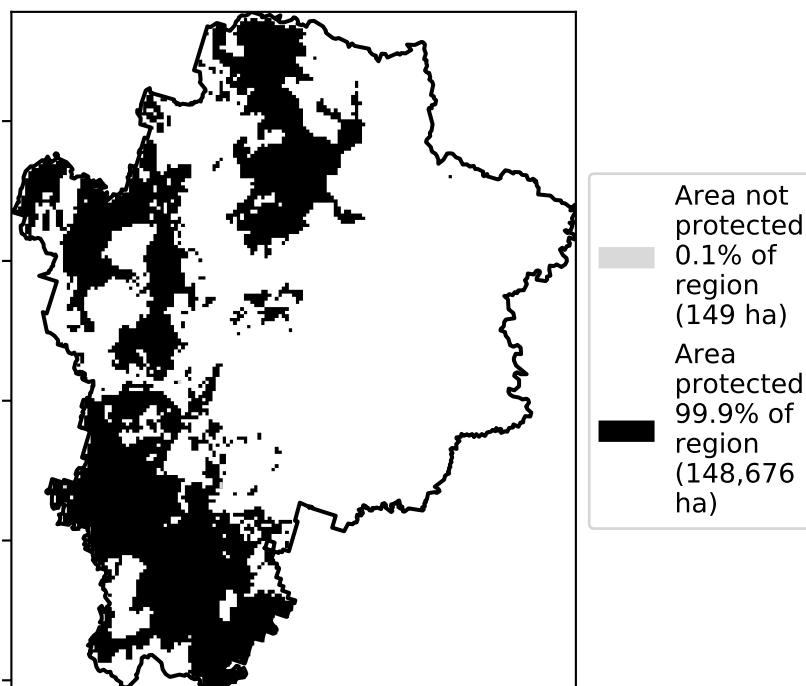 Area not
protected
0.1% of
region
(149 ha)
Area
protected
99.9% of
region
(148,676
ha)